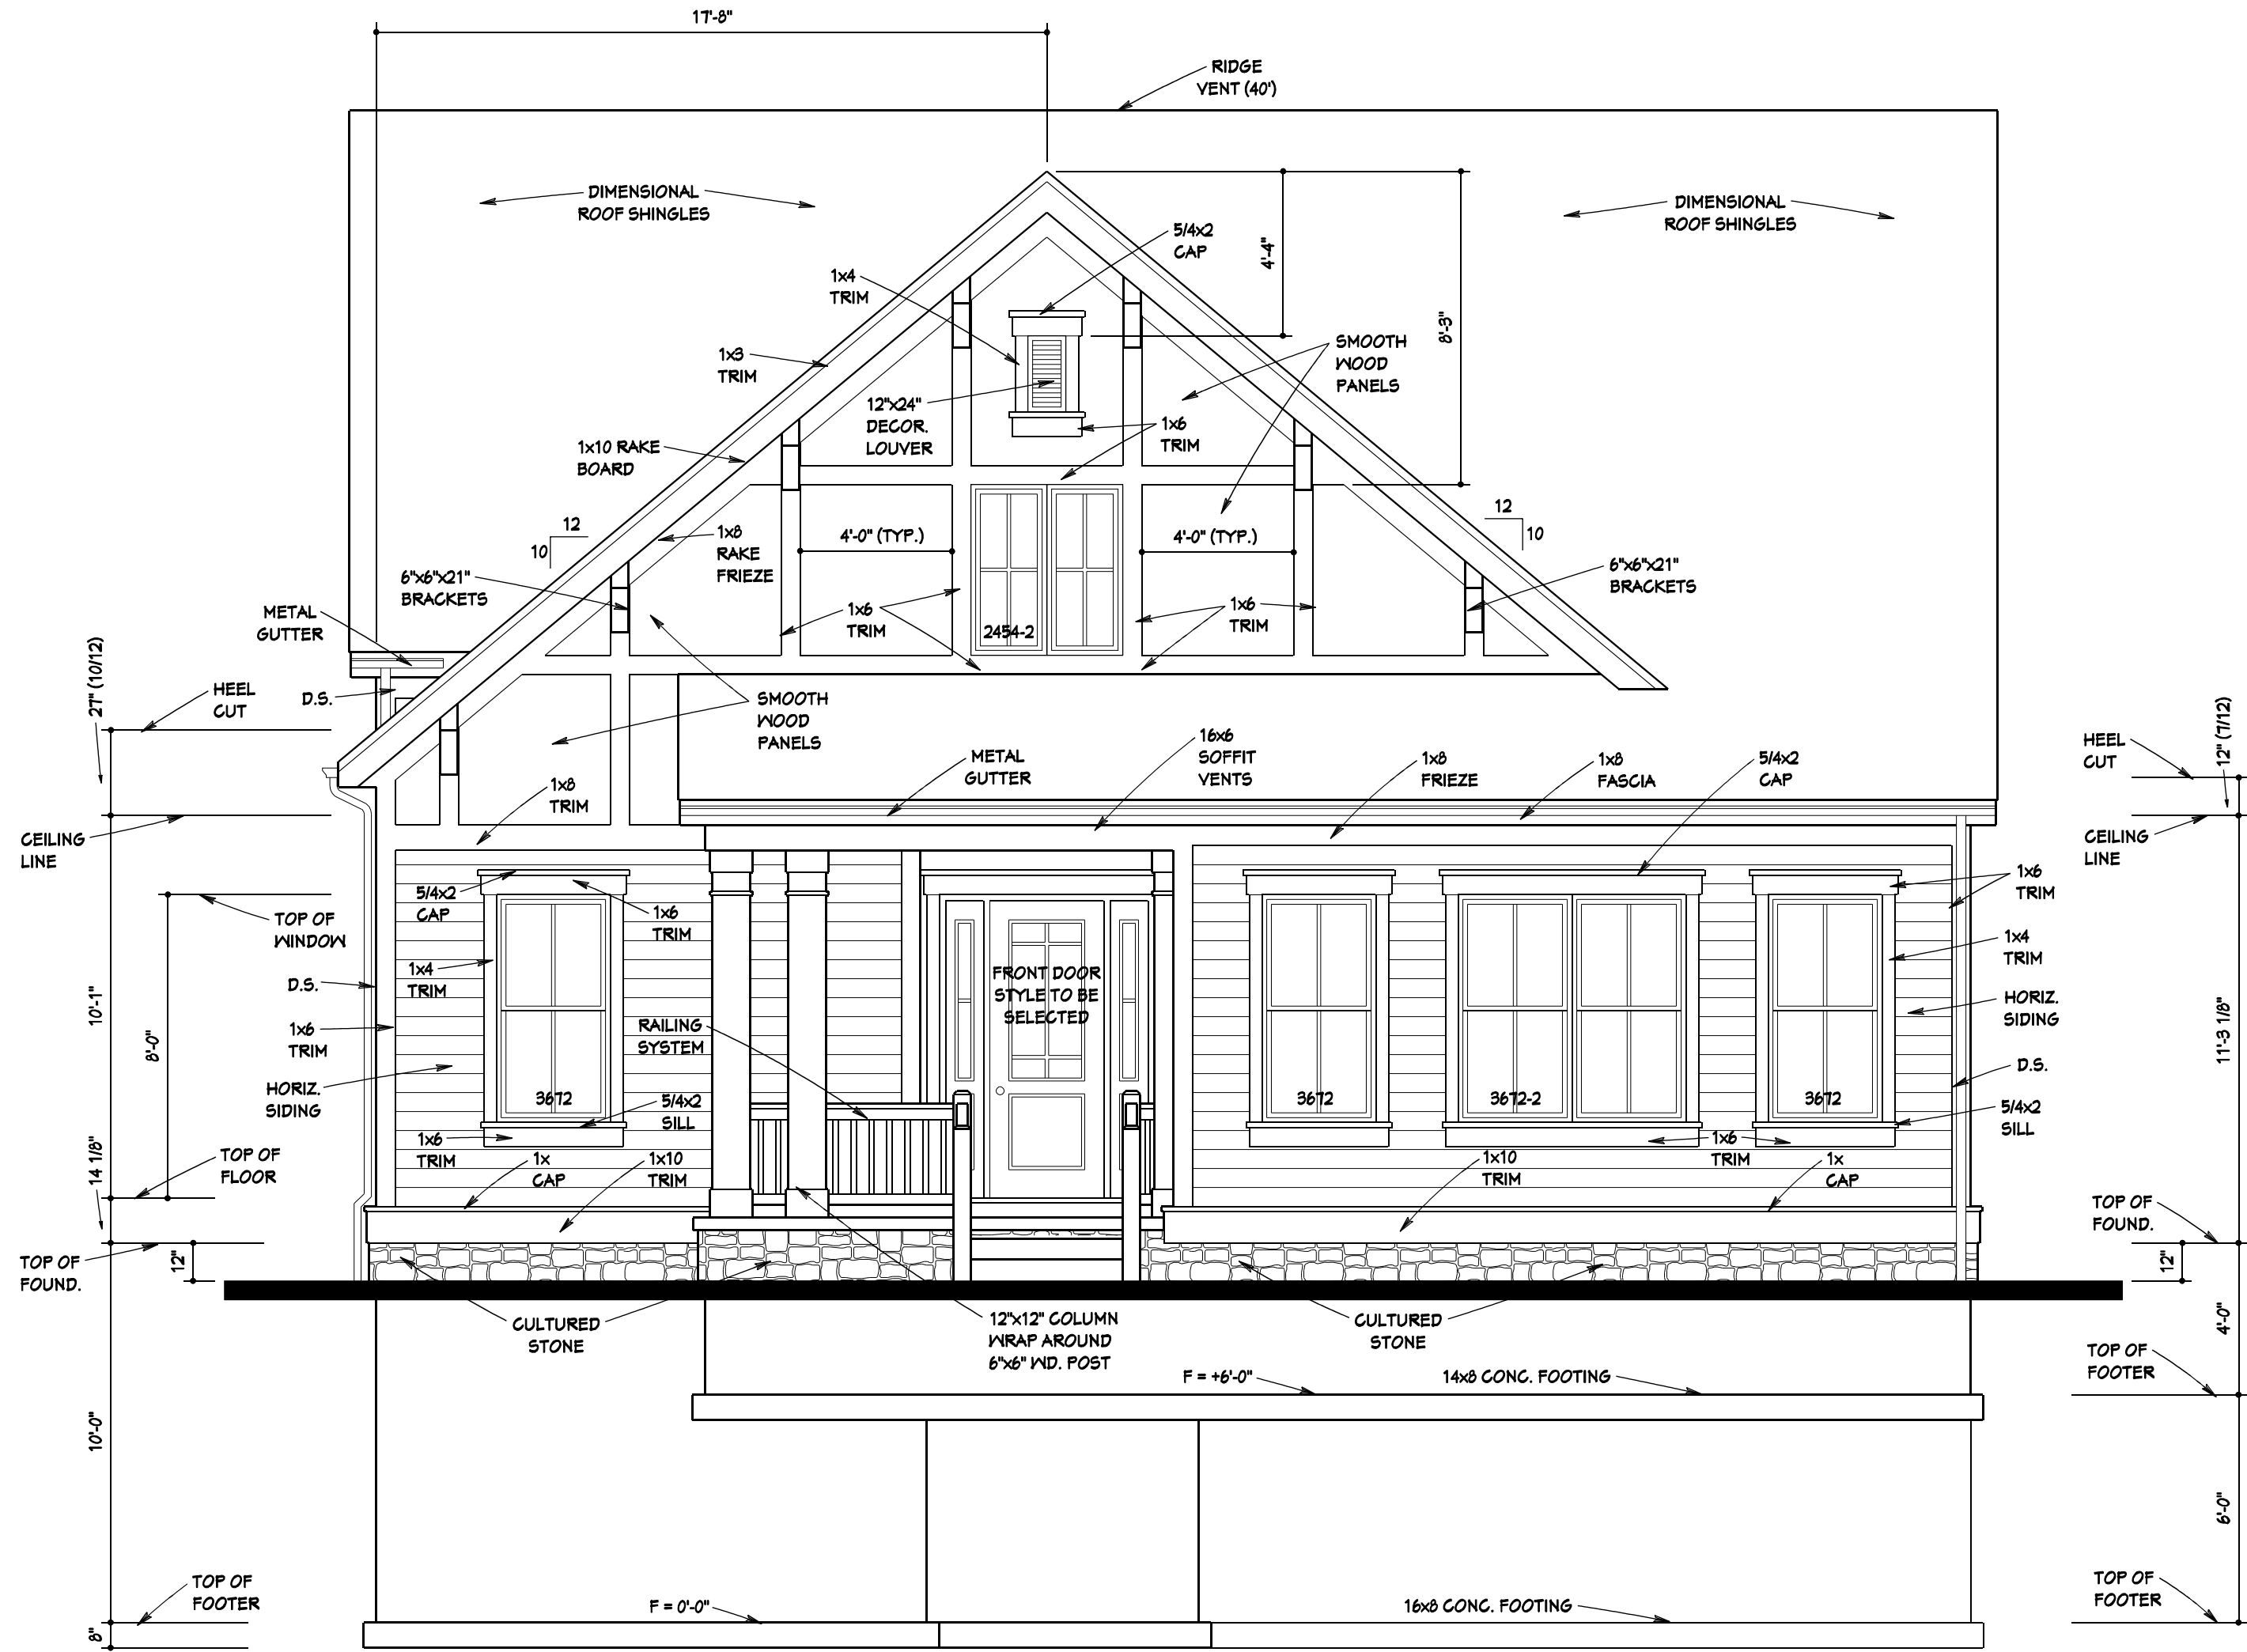 17'-8"
RIDGE
VENT (40')
DIMENSIONAL
ROOF SHINGLES
DIMENSIONAL
ROOF SHINGLES
5/4x2
CAP
4'-4"
1x4
TRIM
8'-3"
SMOOTH
WOOD
PANELS
1x3
TRIM
12"x24"
DECOR.
LOUVER
1x6
TRIM
1x10 RAKE
BOARD
12
10
12
10
1x8
RAKE
FRIEZE
4'-0" (TYP.)
4'-0" (TYP.)
6"x6"x21"
BRACKETS
6"x6"x21"
BRACKETS
METAL
GUTTER
1x6
TRIM
2454-2
1x6
TRIM
27" (10/12)
HEEL
CUT
D.S.
SMOOTH
WOOD
PANELS
16x6
SOFFIT
VENTS
METAL
GUTTER
1x8
FRIEZE
1x8
FASCIA
5/4x2
CAP
HEEL
CUT
12" (7/12)
1x8
TRIM
CEILING
LINE
CEILING
LINE
5/4x2
CAP
1x6
TRIM
1x6
TRIM
TOP OF
WINDOW
1x4
TRIM
1x4
TRIM
FRONT DOOR
STYLE TO BE
SELECTED
D.S.
10'-1"
8'-0"
1x6
TRIM
RAILING
SYSTEM
HORIZ.
SIDING
11'-3 1/8"
HORIZ.
SIDING
D.S.
3672
3672
3672-2
3672
5/4x2
SILL
5/4x2
SILL
1x6
TRIM
1x6
TRIM
14 1/8"
TOP OF
FLOOR
1x
CAP
1x10
TRIM
1x10
TRIM
1x
CAP
TOP OF
FOUND.
TOP OF
FOUND.
12"
12"
CULTURED
STONE
12"x12" COLUMN
WRAP AROUND
6"x6" WD. POST
CULTURED
STONE
4'-0"
TOP OF
FOOTER
F = +6'-0"
14x8 CONC. FOOTING
10'-0"
6'-0"
TOP OF
FOOTER
TOP OF
FOOTER
F = 0'-0"
16x8 CONC. FOOTING
8"